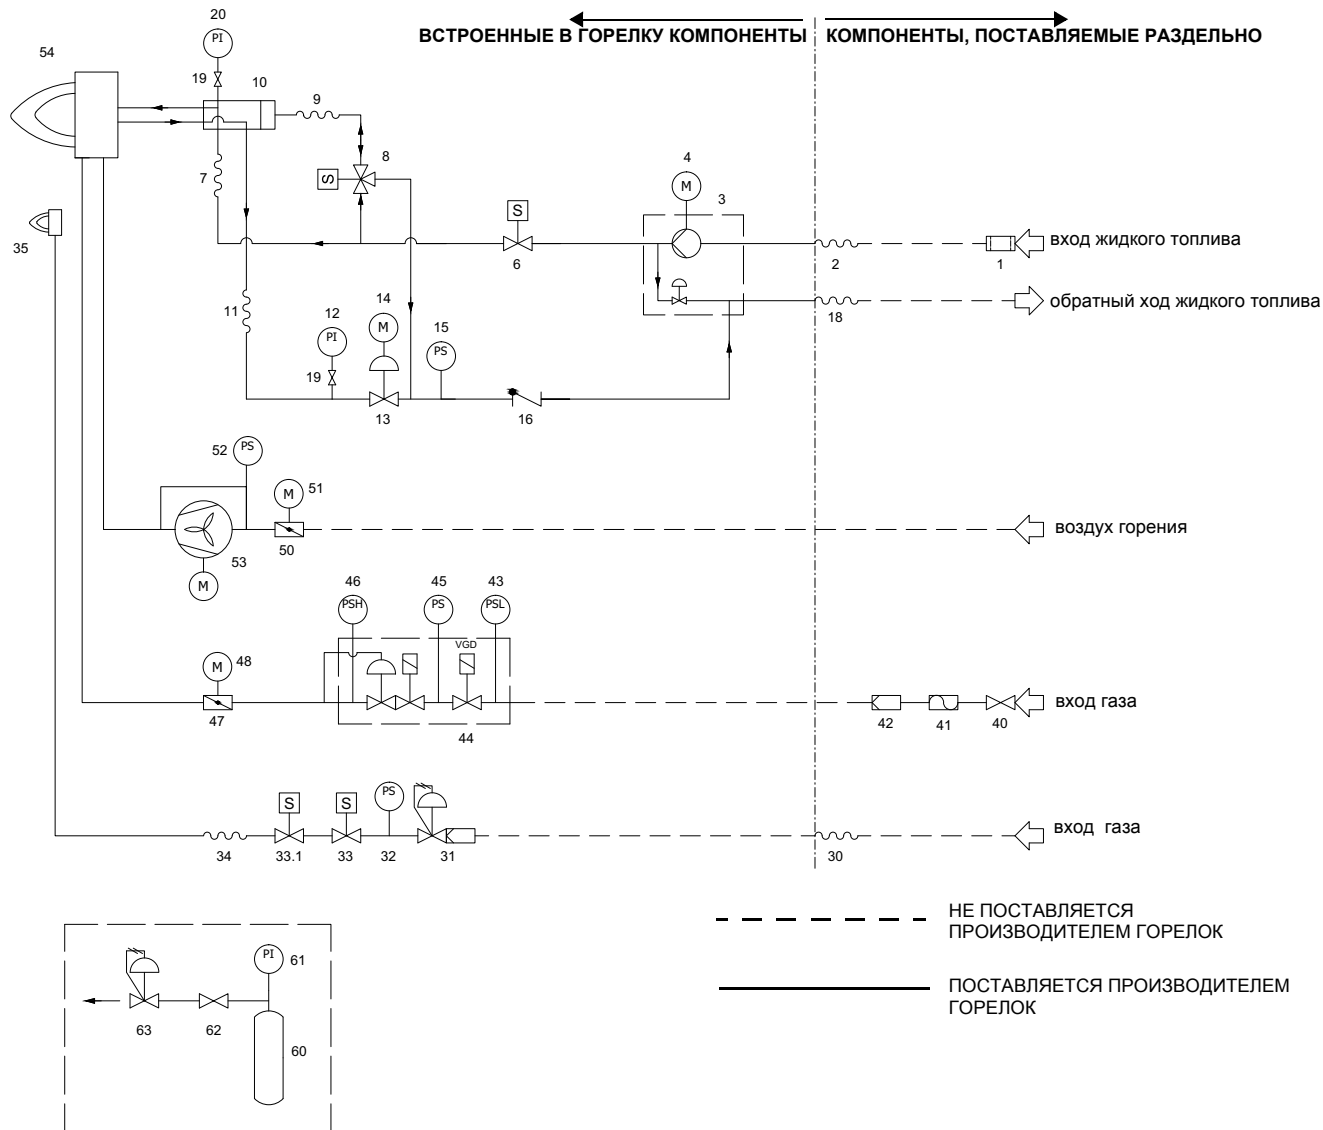 20
PI
54
19
10
9
ВСТРОЕННЫЕ В ГОРЕЛКУ КОМПОНЕНТЫ
КОМПОНЕНТЫ, ПОСТАВЛЯЕМЫЕ РАЗДЕЛЬНО
8
S
7
4
M
3
35
S
6
2
1
вход жидкого топлива
11
14
M
12
PI
15
PS
18
обратный ход жидкого топлива
19
13
16
52
PS
M
51
53
50
M
воздух горения
46
PSH
45
PS
43
PSL
VGD
M
48
47
44
42
41
40
вход газа
PS
S
S
34
33.1
33
32
31
30
вход газа
НЕ ПОСТАВЛЯЕТСЯ
ПРОИЗВОДИТЕЛЕМ ГОРЕЛОК
ПОСТАВЛЯЕТСЯ ПРОИЗВОДИТЕЛЕМ
ГОРЕЛОК
PI
61
63
62
60